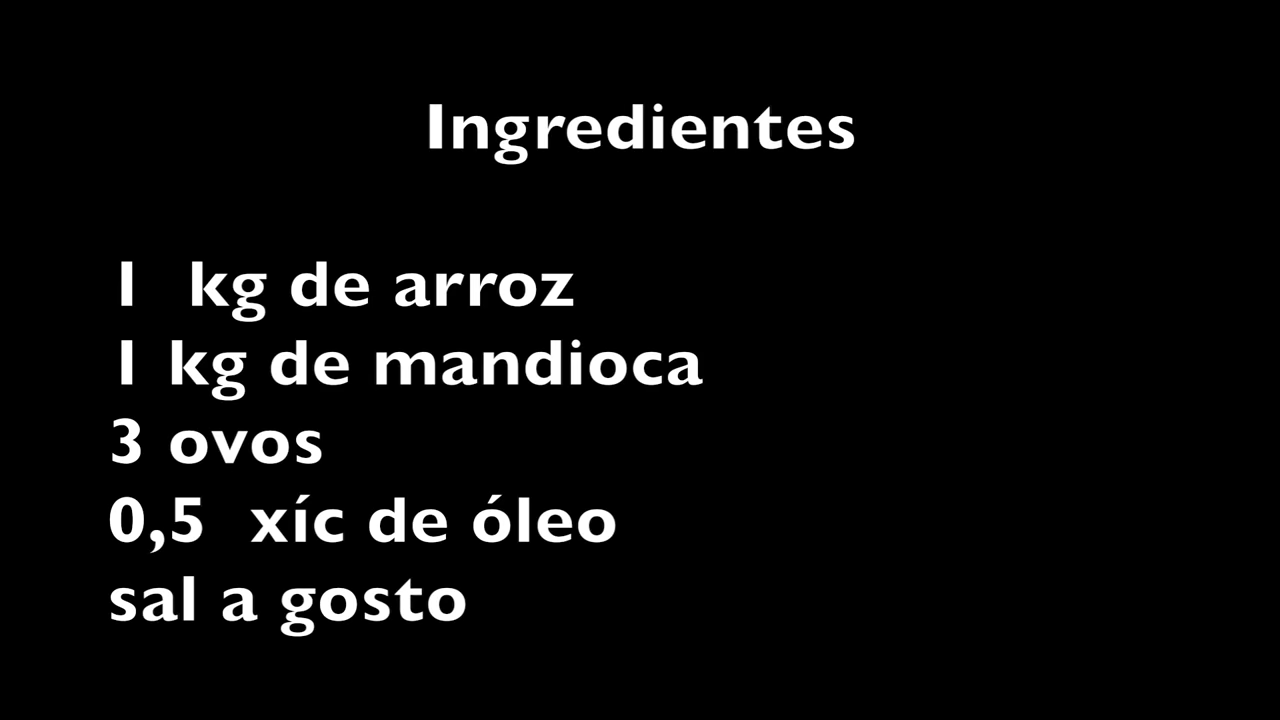 Ingredientes
1 kg de arroz
1 kg de mandioca
3 ovos
0,5 xíc de óleo
sal a gosto